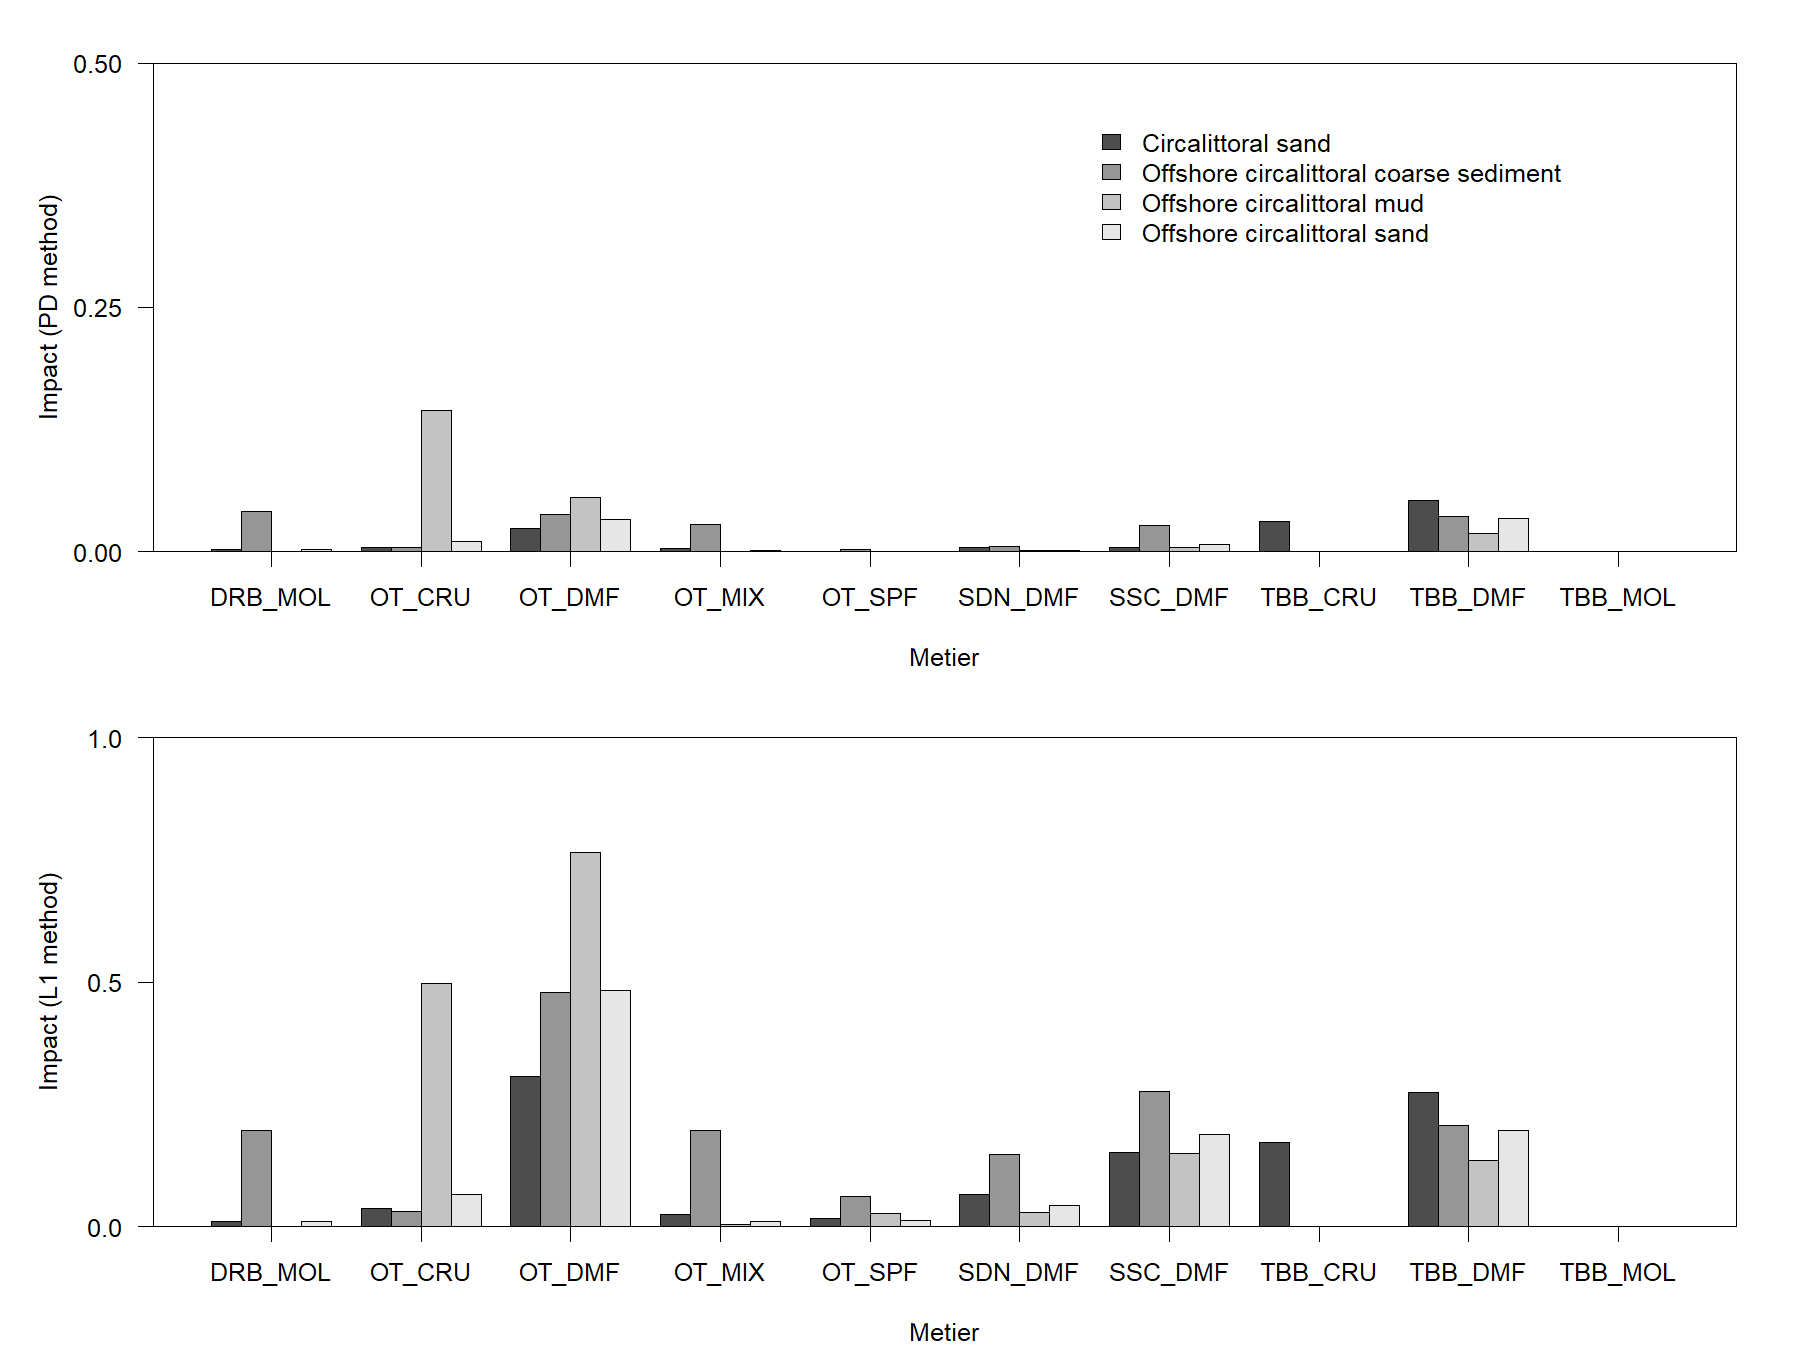 0.50
0.25
0.00
Impact (PD method)
Circalittoral sand
Offshore circalittoral coarse sediment
Offshore circalittoral mud
Offshore circalittoral sand
DRB_MOL OT_CRU OT_DMF OT_MIX OT_SPF SDN_DMF SSC_DMF TBB_CRU TBB_DMF TBB_MOL
Metier
1.0
0.5
0.0
Impact (L1 method)
DRB_MOL OT_CRU OT_DMF OT_MIX OT_SPF SDN_DMF SSC_DMF TBB_CRU TBB_DMF TBB_MOL
Metier